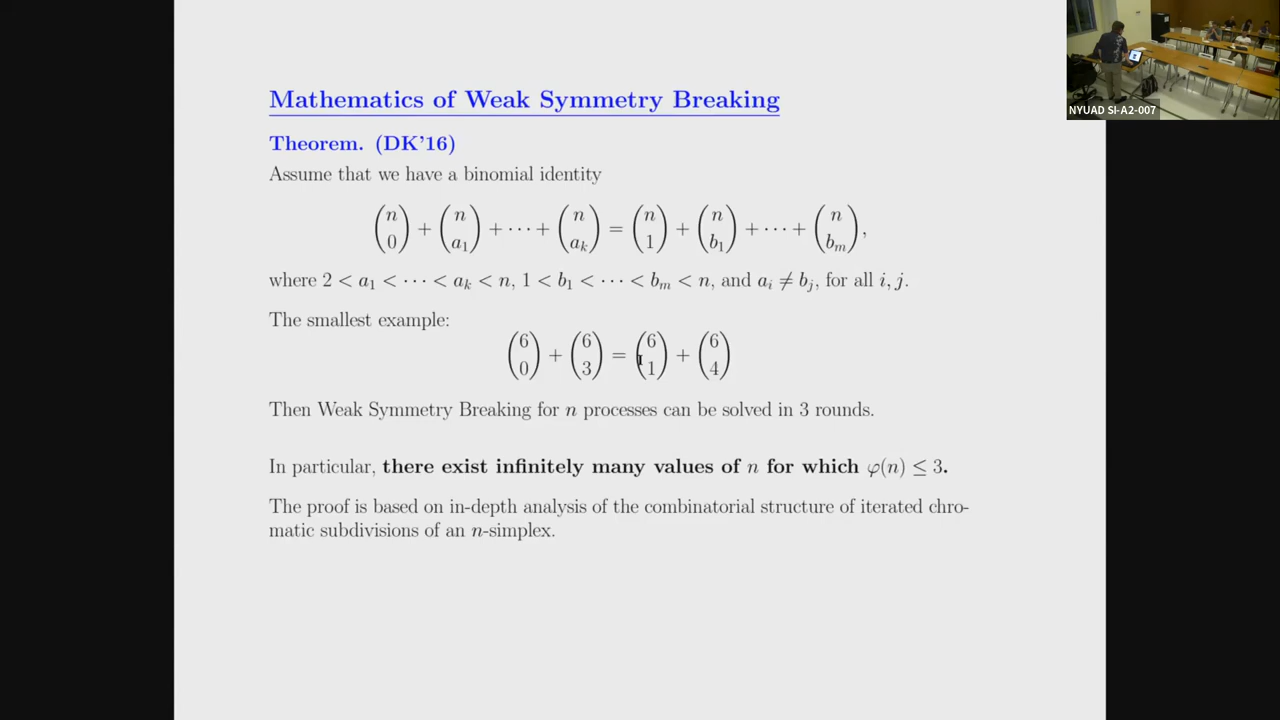 Mathematics of Weak Symmetry Breaking
NYUAD SI-A2-007
Theorem. (DK'16)
Assume that we have a binomial identity
(n 0) + (n a₁) + ··· + (n aₖ) = (n 1) + (n b₁) + ··· + (n bₘ),
where 2 < a₁ < ··· < aₖ < n, 1 < b₁ < ··· < bₘ < n, and aᵢ ≠ bⱼ, for all i, j.
The smallest example:
(6 0) + (6 3) = (6 1) + (6 4)
Then Weak Symmetry Breaking for n processes can be solved in 3 rounds.
In particular, there exist infinitely many values of n for which φ(n) ≤ 3.
The proof is based on in-depth analysis of the combinatorial structure of iterated chro-
matic subdivisions of an n-simplex.